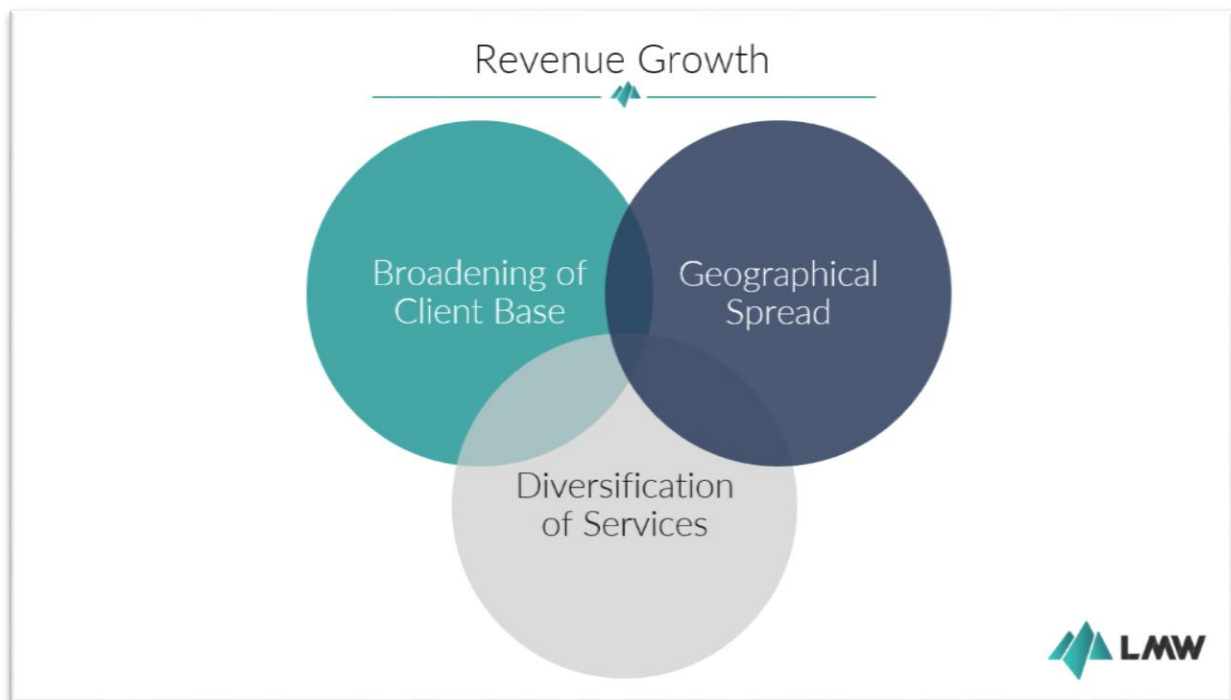 Revenue Growth
Broadening of
Client Base
Geographical
Spread
Diversification
of Services
LMW